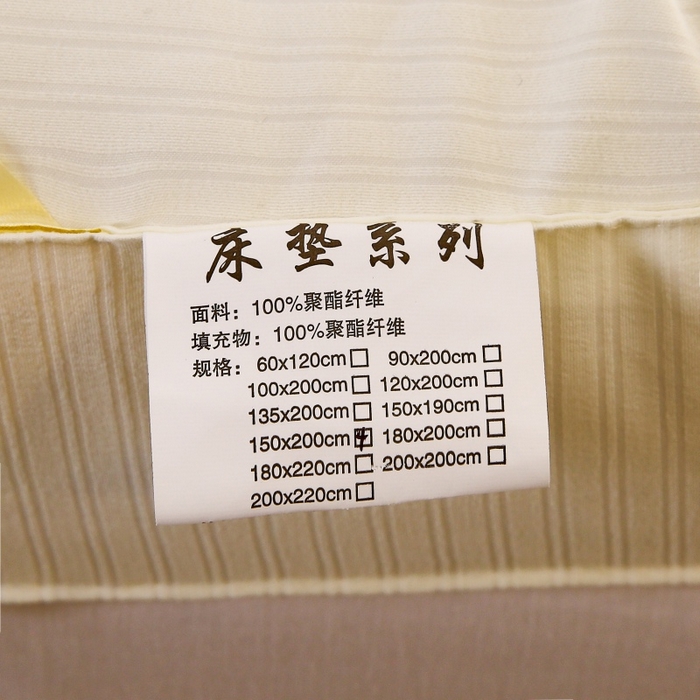 床垫系列
面料：100%聚酯纤维
填充物：100%聚酯纤维
规格：60x120cm□ 90x200cm□
100x200cm□ 120x200cm□
135x200cm□ 150x190cm□
150x200cm☑ 180x200cm□
180x220cm□ 200x200cm□
200x220cm□